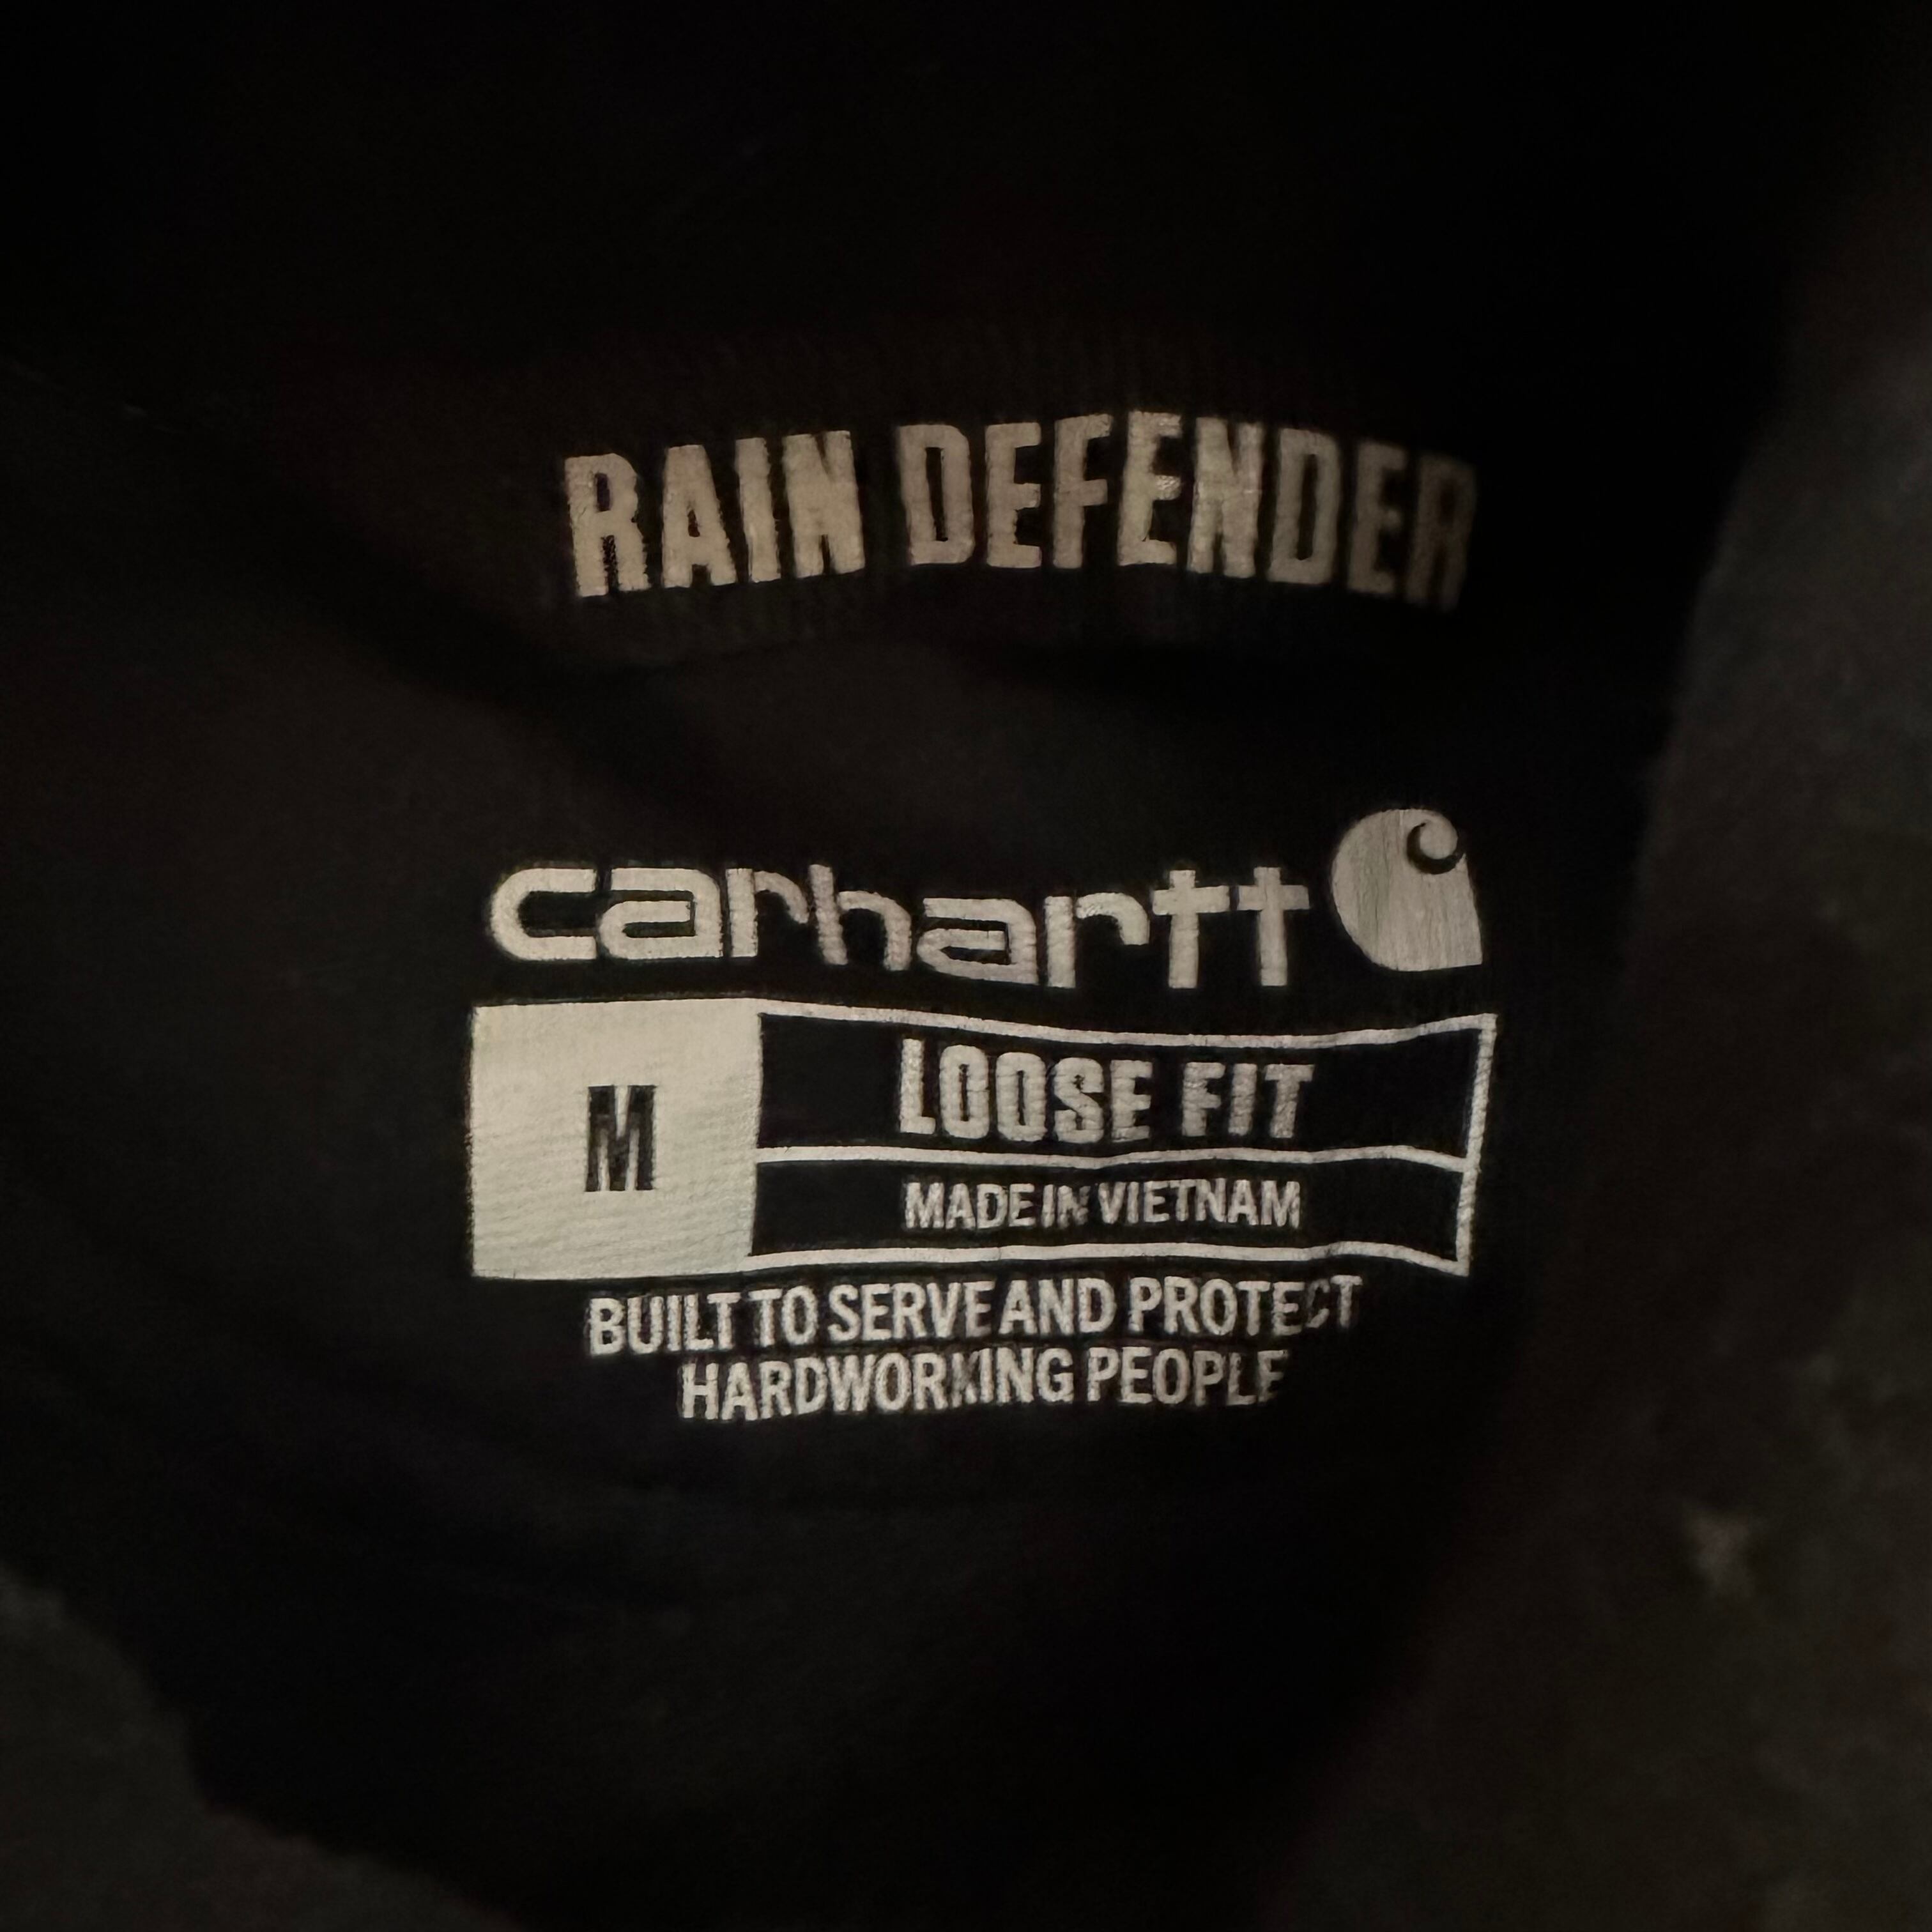 RAIN DEFENDER
carhartt
M
LOOSE FIT
MADE IN VIETNAM
BUILT TO SERVE AND PROTECT
HARDWORKING PEOPLE